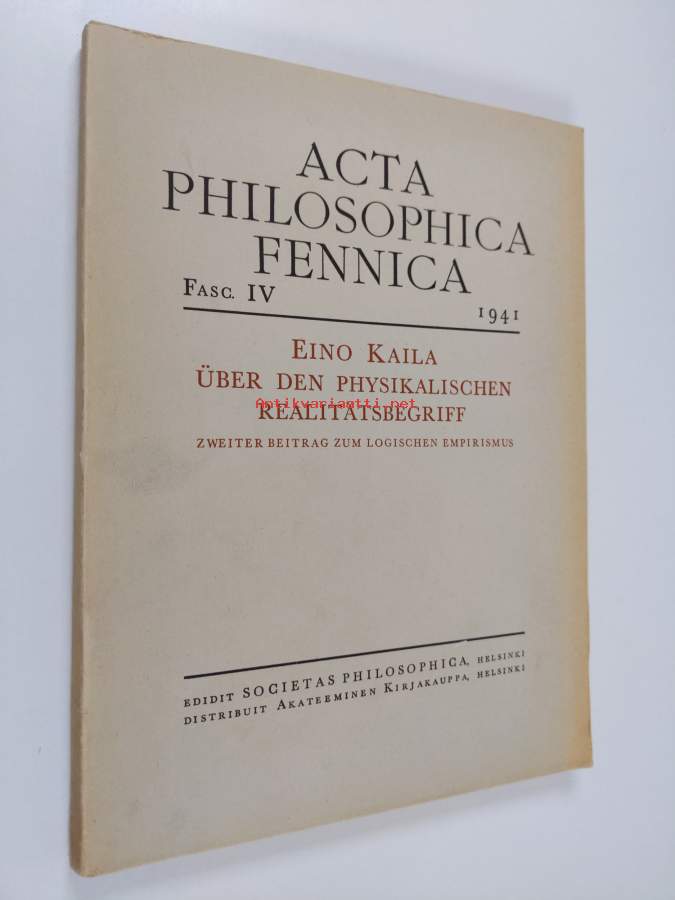 ACTA
PHILOSOPHICA
FENNICA
FASC. IV 1941
EINO KAILA
ÜBER DEN PHYSIKALISCHEN
Antikvariantti.net
REALITÄTSBEGRIFF
ZWEITER BEITRAG ZUM LOGISCHEN EMPIRISMUS
EDIDIT SOCIETAS PHILOSOPHICA, HELSINKI
DISTRIBUIT AKATEEMINEN KIRJAKAUPPA, HELSINKI